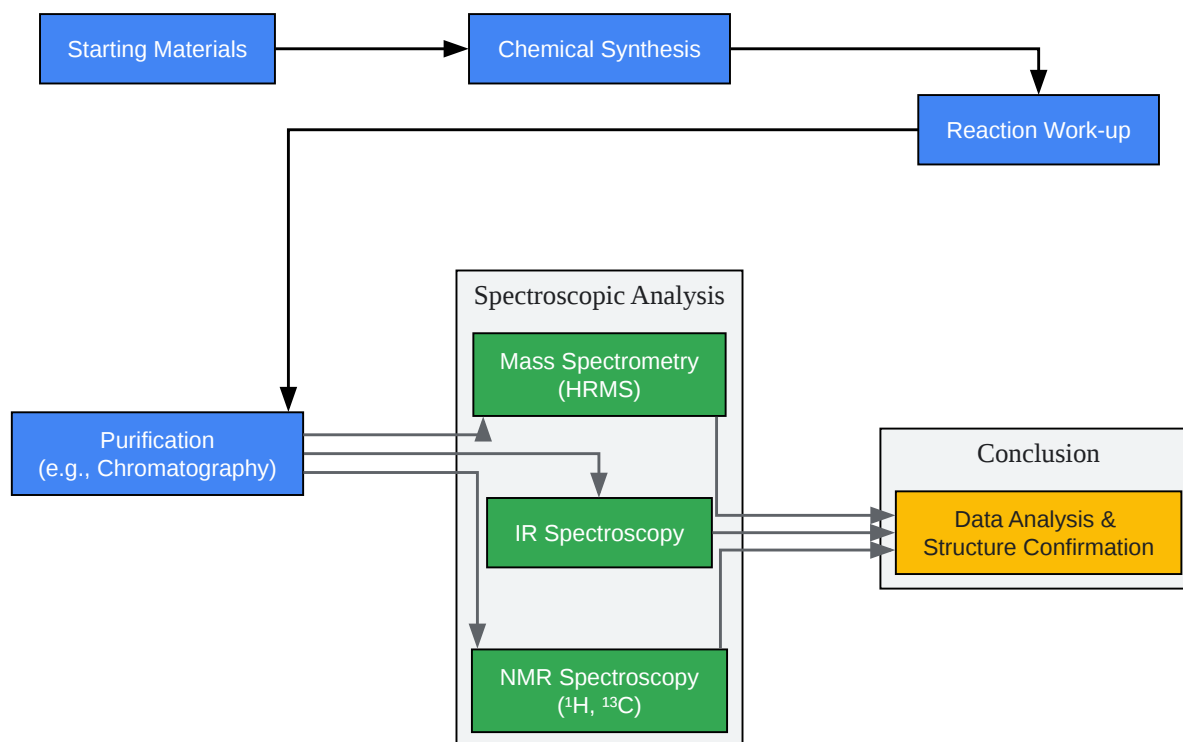 Starting Materials
Chemical Synthesis
Reaction Work-up
Spectroscopic Analysis
Mass Spectrometry
(HRMS)
Purification
(e.g., Chromatography)
Conclusion
IR Spectroscopy
Data Analysis &
Structure Confirmation
NMR Spectroscopy
(¹H, ¹³C)